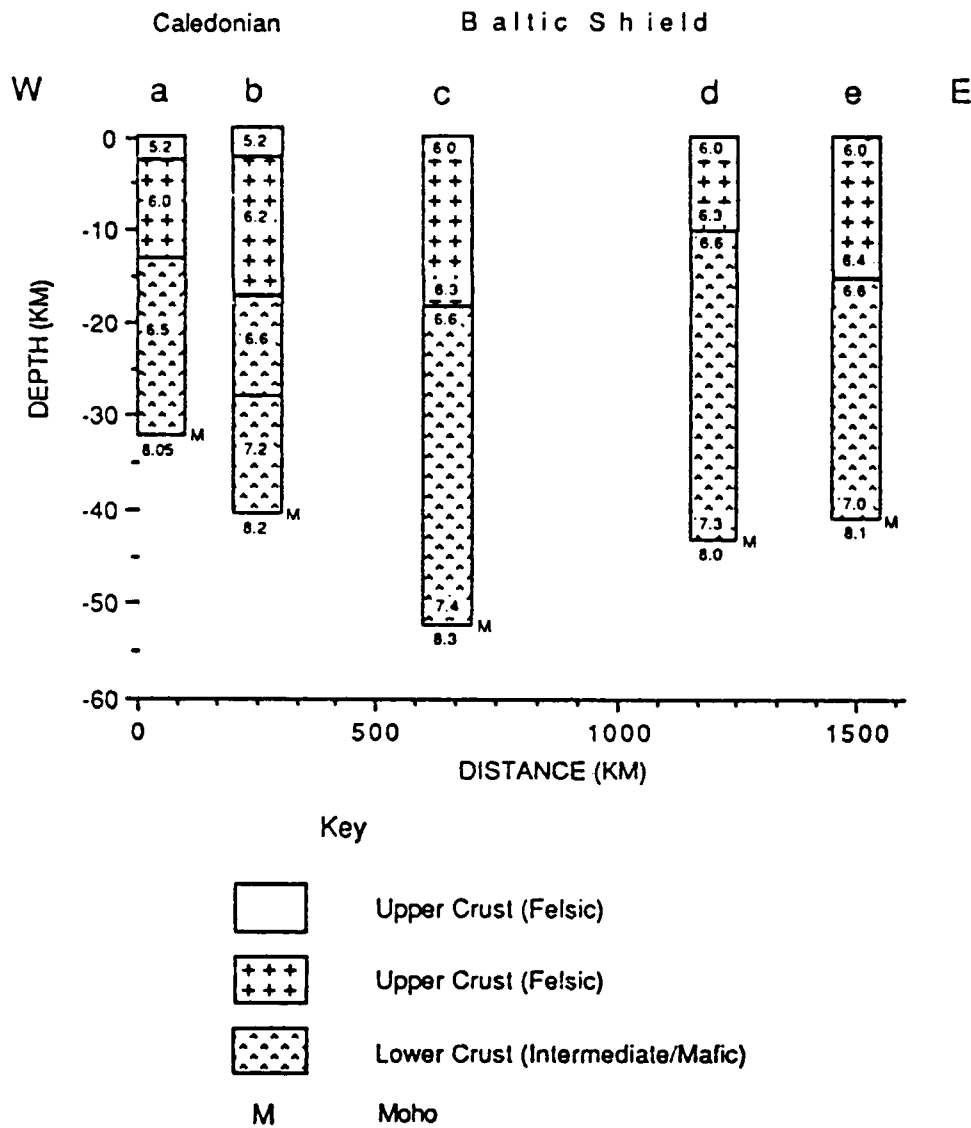 Caledonian Baltic Shield
W a b c d e E
0 5.2 5.2 6.0 6.0 6.0
6.0 6.2 6.3
-10 6.6 6.4
6.3 6.6
-20 6.5 6.6 6.6
-30 M
8.05 7.2
-40 7.3 7.0
M M
8.2 M 8.1
8.0
-50 7.4
M
8.3
-60
0 500 1000 1500
DEPTH (KM)
DISTANCE (KM)
Key
Upper Crust (Felsic)
Upper Crust (Felsic)
Lower Crust (Intermediate/Mafic)
M Moho